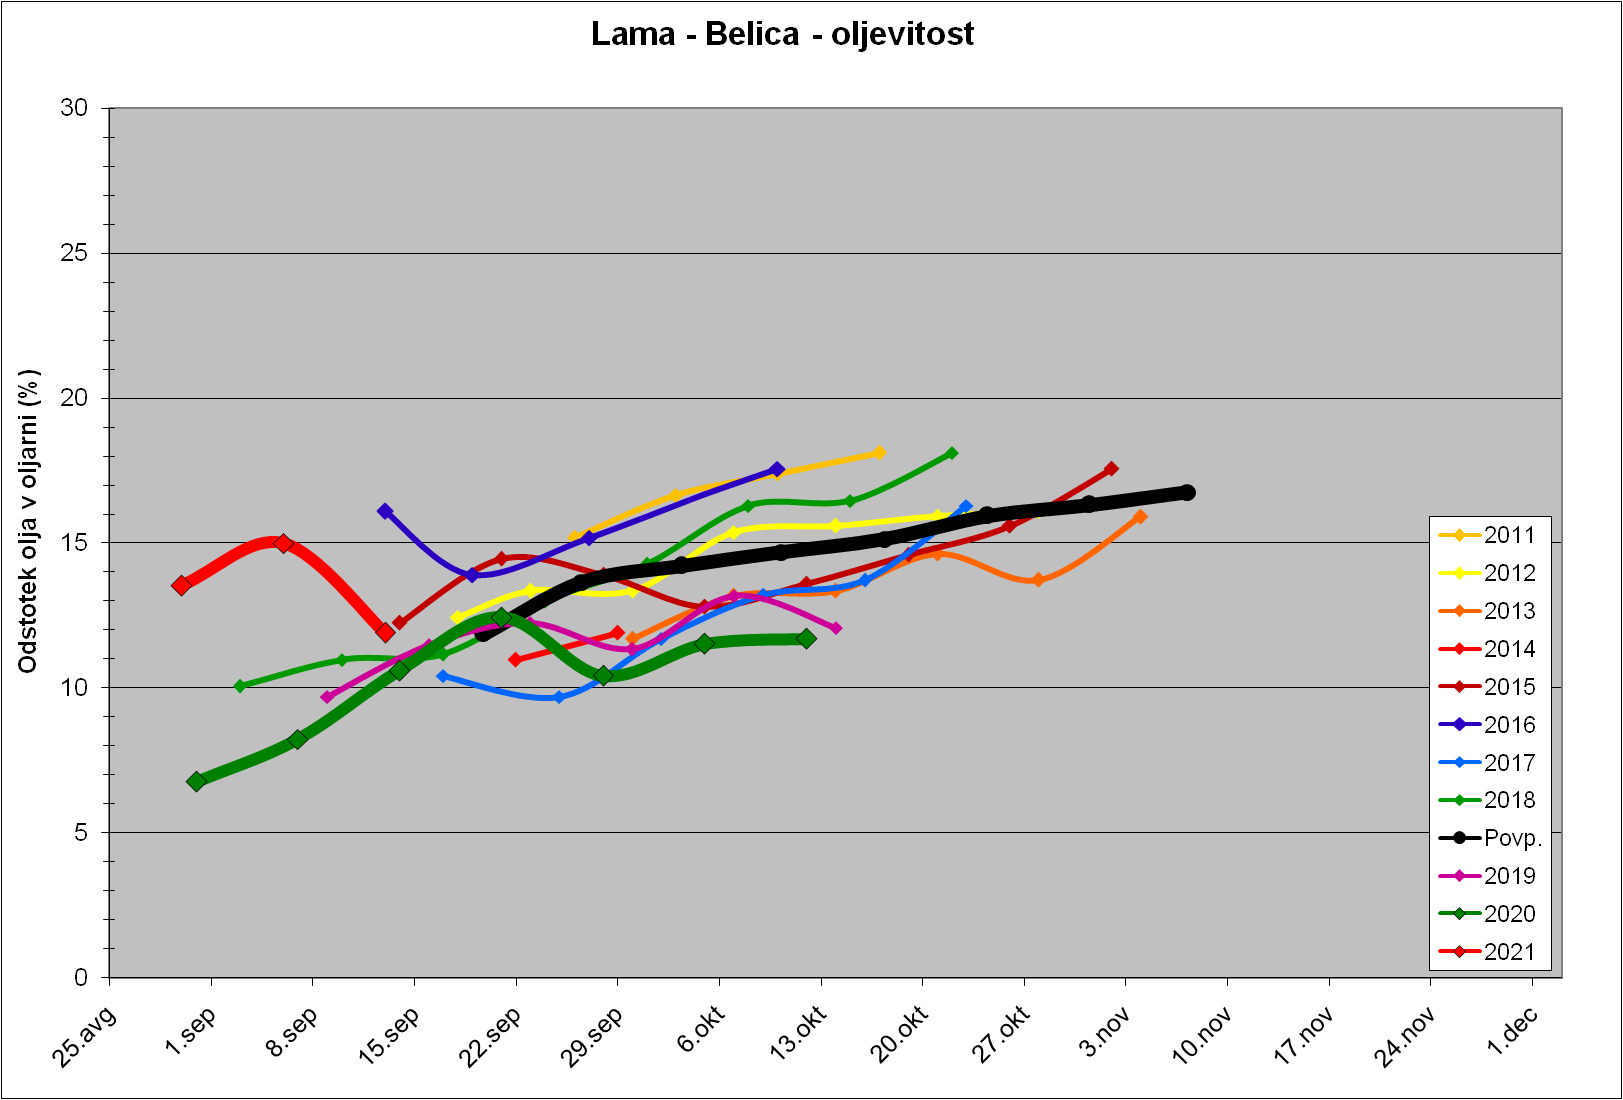 Lama - Belica - oljevitost
Odstotek olja v oljarni (%)
30
25
20
15
10
5
0
25.avg
1.sep
8.sep
15.sep
22.sep
29.sep
6.okt
13.okt
20.okt
27.okt
3.nov
10.nov
17.nov
24.nov
1.dec
2011
2012
2013
2014
2015
2016
2017
2018
Povp.
2019
2020
2021